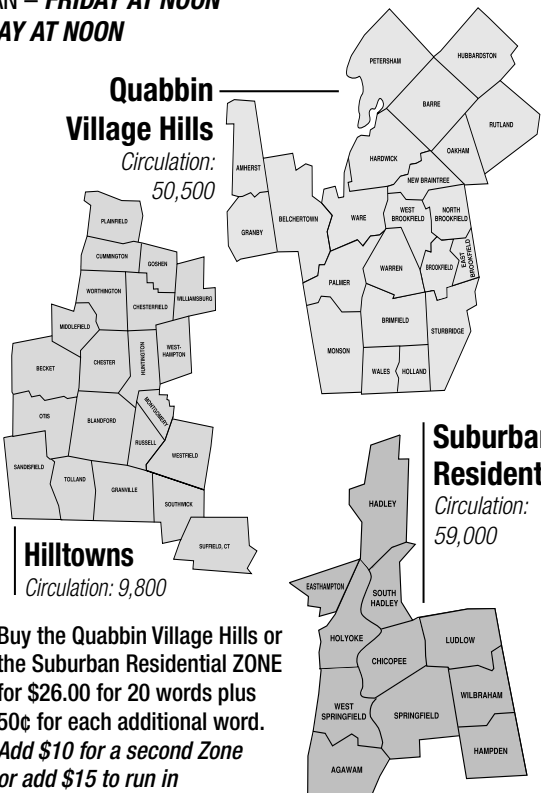 AN – FRIDAY AT NOON
AY AT NOON
Quabbin
Village Hills
Circulation:
50,500
PETERSHAM
HUBBARDSTON
BARRE
RUTLAND
HARDWICK
OAKHAM
NEW BRAINTREE
AMHERST
GRANBY
BELCHERTOWN
WARE
WEST
BROOKFIELD
NORTH
BROOKFIELD
PALMER
WARREN
BROOKFIELD
EAST
BROOKFIELD
MONSON
BRIMFIELD
STURBRIDGE
WALES
HOLLAND
PLAINFIELD
CUMMINGTON
GOSHEN
WORTHINGTON
CHESTERFIELD
WILLIAMSBURG
MIDDLEFIELD
BECKET
CHESTER
HUNTINGTON
WEST-
HAMPTON
OTIS
BLANDFORD
MONTGOMERY
RUSSELL
WESTFIELD
SANDISFIELD
TOLLAND
GRANVILLE
SOUTHWICK
SUFFIELD, CT
Hilltowns
Circulation: 9,800
Suburba
Resident
Circulation:
59,000
HADLEY
EASTHAMPTON
SOUTH
HADLEY
HOLYOKE
CHICOPEE
LUDLOW
WEST
SPRINGFIELD
SPRINGFIELD
WILBRAHAM
HAMPDEN
AGAWAM
Buy the Quabbin Village Hills or
the Suburban Residential ZONE
for $26.00 for 20 words plus
50¢ for each additional word.
Add $10 for a second Zone
or add $15 to run in